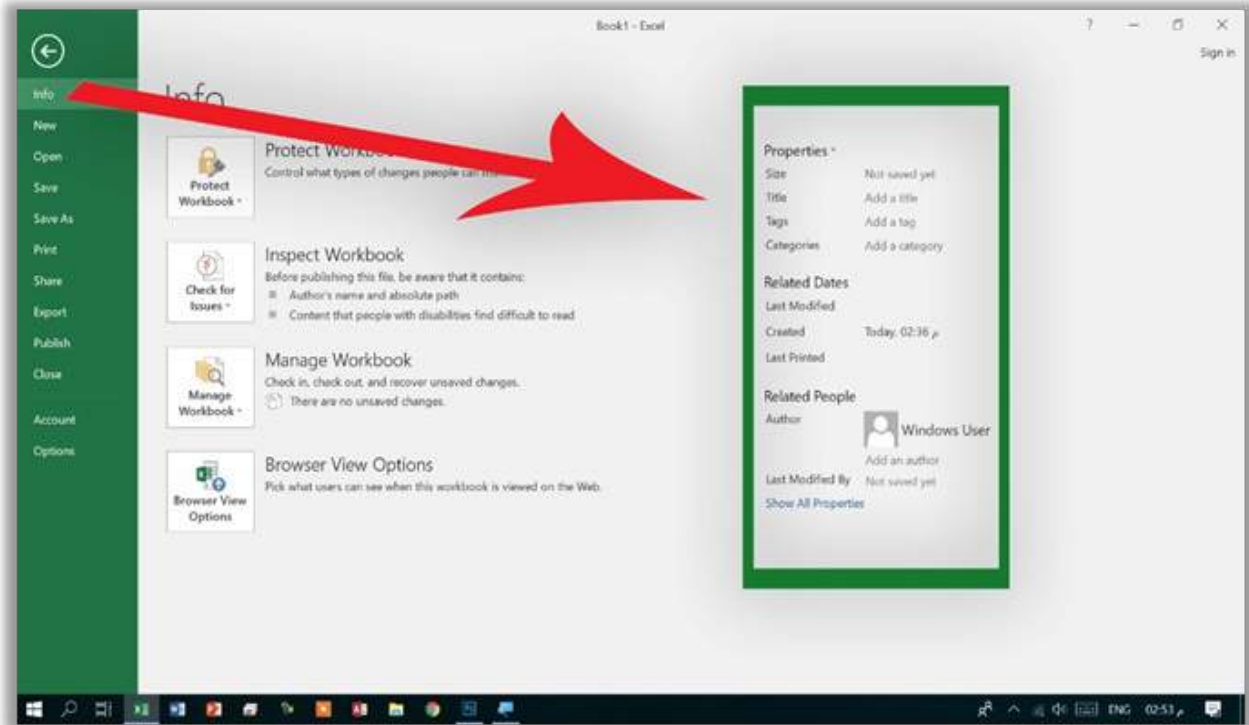 Book1 - Excel
?
Sign in
Info
New
Open
Save
Save As
Print
Share
Export
Publish
Close
Account
Options
Info
Protect Workbook
Protect
Control what types of changes people can
Inspect Workbook
Check for Issues
Before publishing this file, be aware that it contains:
Author's name and absolute path
Content that people with disabilities find difficult to read
Manage Workbook
Manage Workbook
Check in, check out, and recover unsaved changes.
There are no unsaved changes.
Browser View Options
Browser View Options
Pick what users can see when this workbook is viewed on the Web.
Properties
Size Not saved yet
Title Add a title
Tags Add a tag
Categories Add a category
Related Dates
Last Modified
Created Today, 02:36 م
Last Printed
Related People
Author Windows User
Add an author
Last Modified By Not saved yet
Show All Properties
ENG 02:53 م